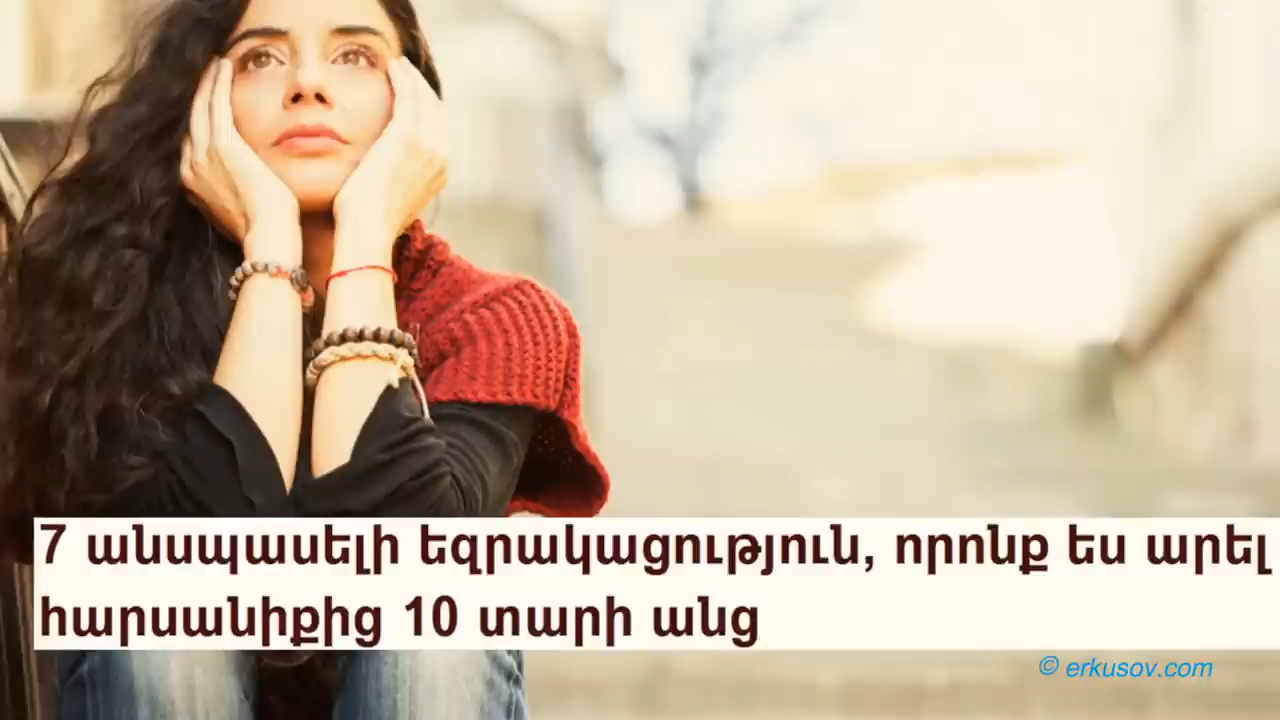 7 անսպասելի եզրակացություն, որոնք ես արել
հարսանիքից 10 տարի անց
© erkusov.com